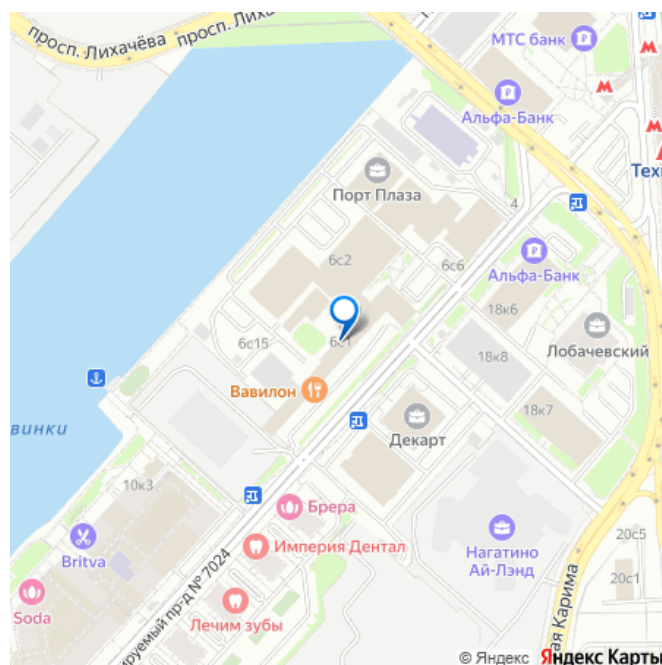 просп. Лихачёва
просп. Лихачёва
МТС банк
Альфа-Банк
Техн
Порт Плаза
4
6с2
6с6
Альфа-Банк
18к6
6с15
6с1
Лобачевский
18к8
Вавилон
18к7
Декарт
винки
10к3
Брера
Britva
Империя Дентал
Нагатино
Ай-Лэнд
20с5
20с1
Soda
Лечим зубы
ируемый пр-д № 7024
ая Карима
© Яндекс Яндекс Карты